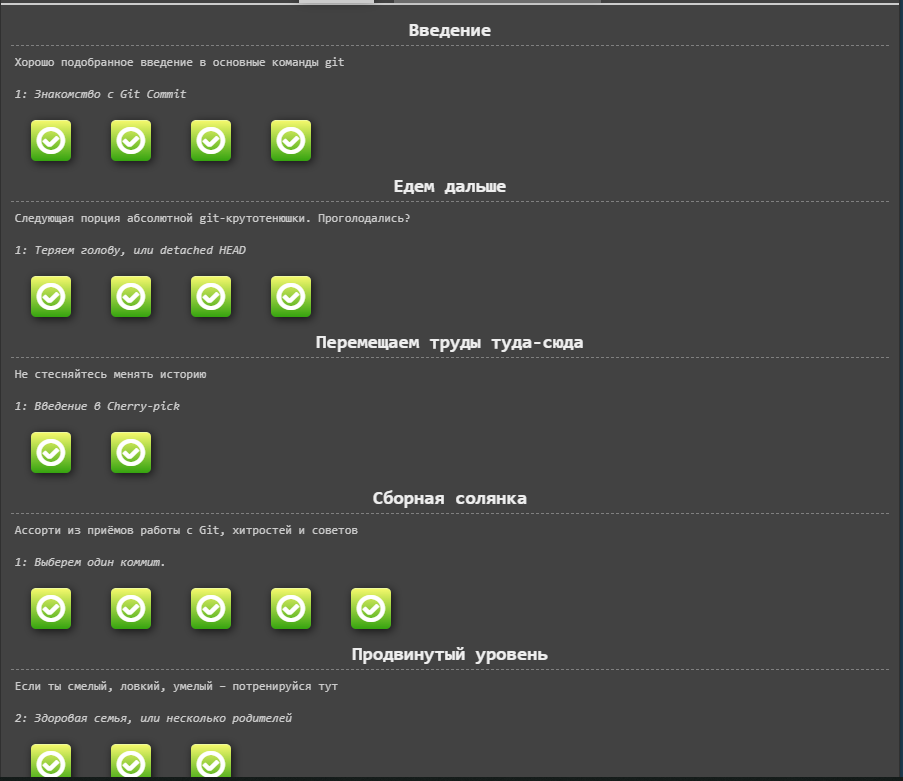 Введение
Хорошо подобранное введение в основные команды git
1: Знакомство с Git Commit
Едем дальше
Следующая порция абсолютной git-крутотенюшки. Проголодались?
1: Теряем голову, или detached HEAD
Перемещаем труды туда-сюда
Не стесняйтесь менять историю
1: Введение в Cherry-pick
Сборная солянка
Ассорти из приёмов работы с Git, хитростей и советов
1: Выберем один коммит.
Продвинутый уровень
Если ты смелый, ловкий, умелый – потренируйся тут
2: Здоровая семья, или несколько родителей